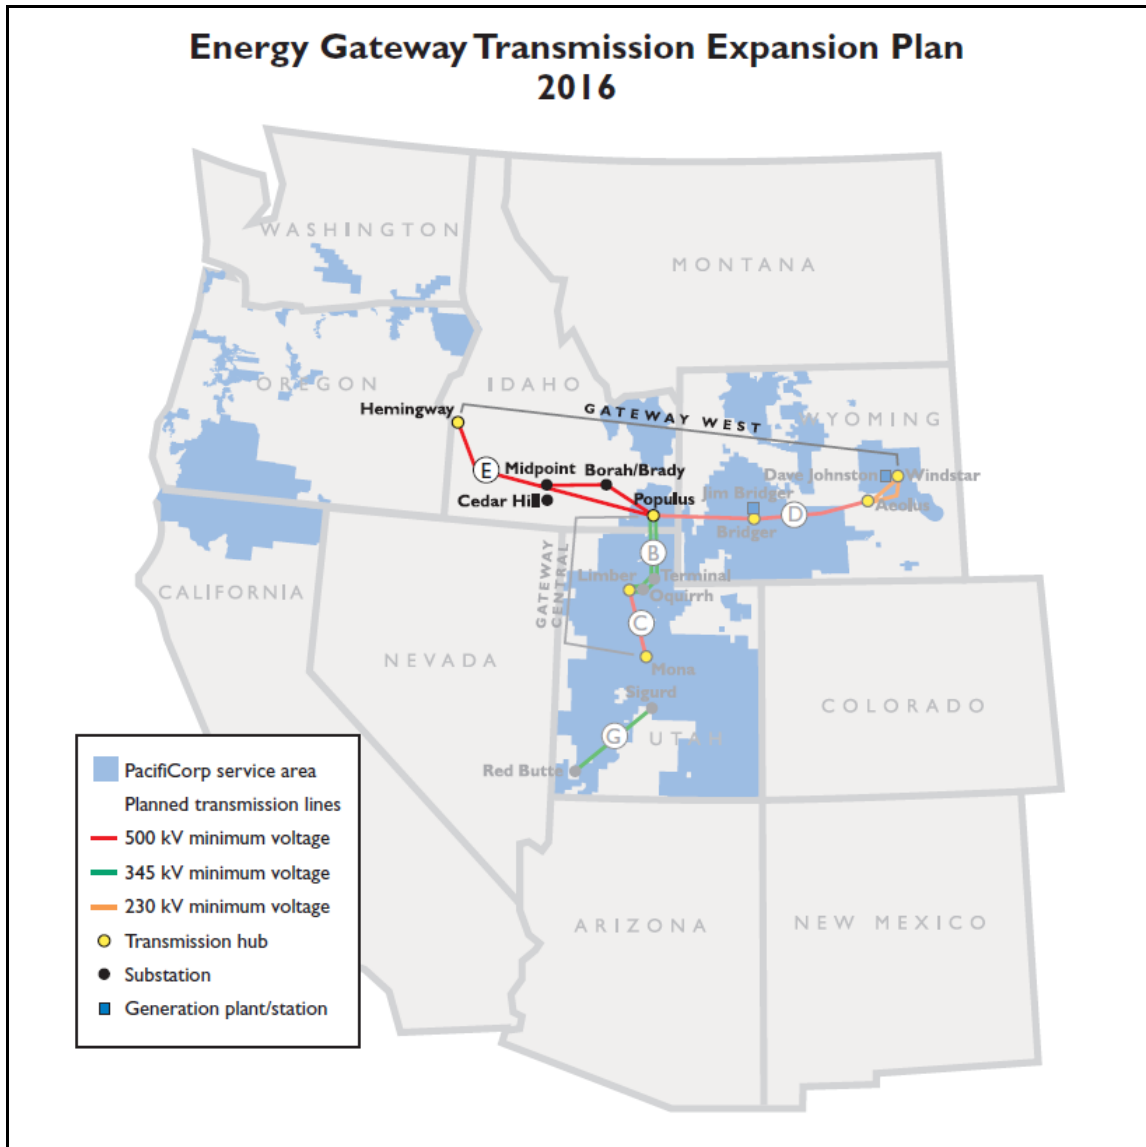 Energy Gateway Transmission Expansion Plan
2016
WASHINGTON
MONTANA
OREGON
IDAHO
WYOMING
Hemingway
GATEWAY WEST
E
Midpoint
Borah/Brady
Dave Johnston
Windstar
Cedar Hill
Populus
Jim Bridger
D
Aeolus
Bridger
GATEWAY
CENTRAL
B
Limber
Terminal
Oquirrh
CALIFORNIA
C
NEVADA
Mona
Sigurd
COLORADO
G
UTAH
Red Butte
PacifiCorp service area
Planned transmission lines
500 kV minimum voltage
345 kV minimum voltage
230 kV minimum voltage
Transmission hub
Substation
Generation plant/station
ARIZONA
NEW MEXICO